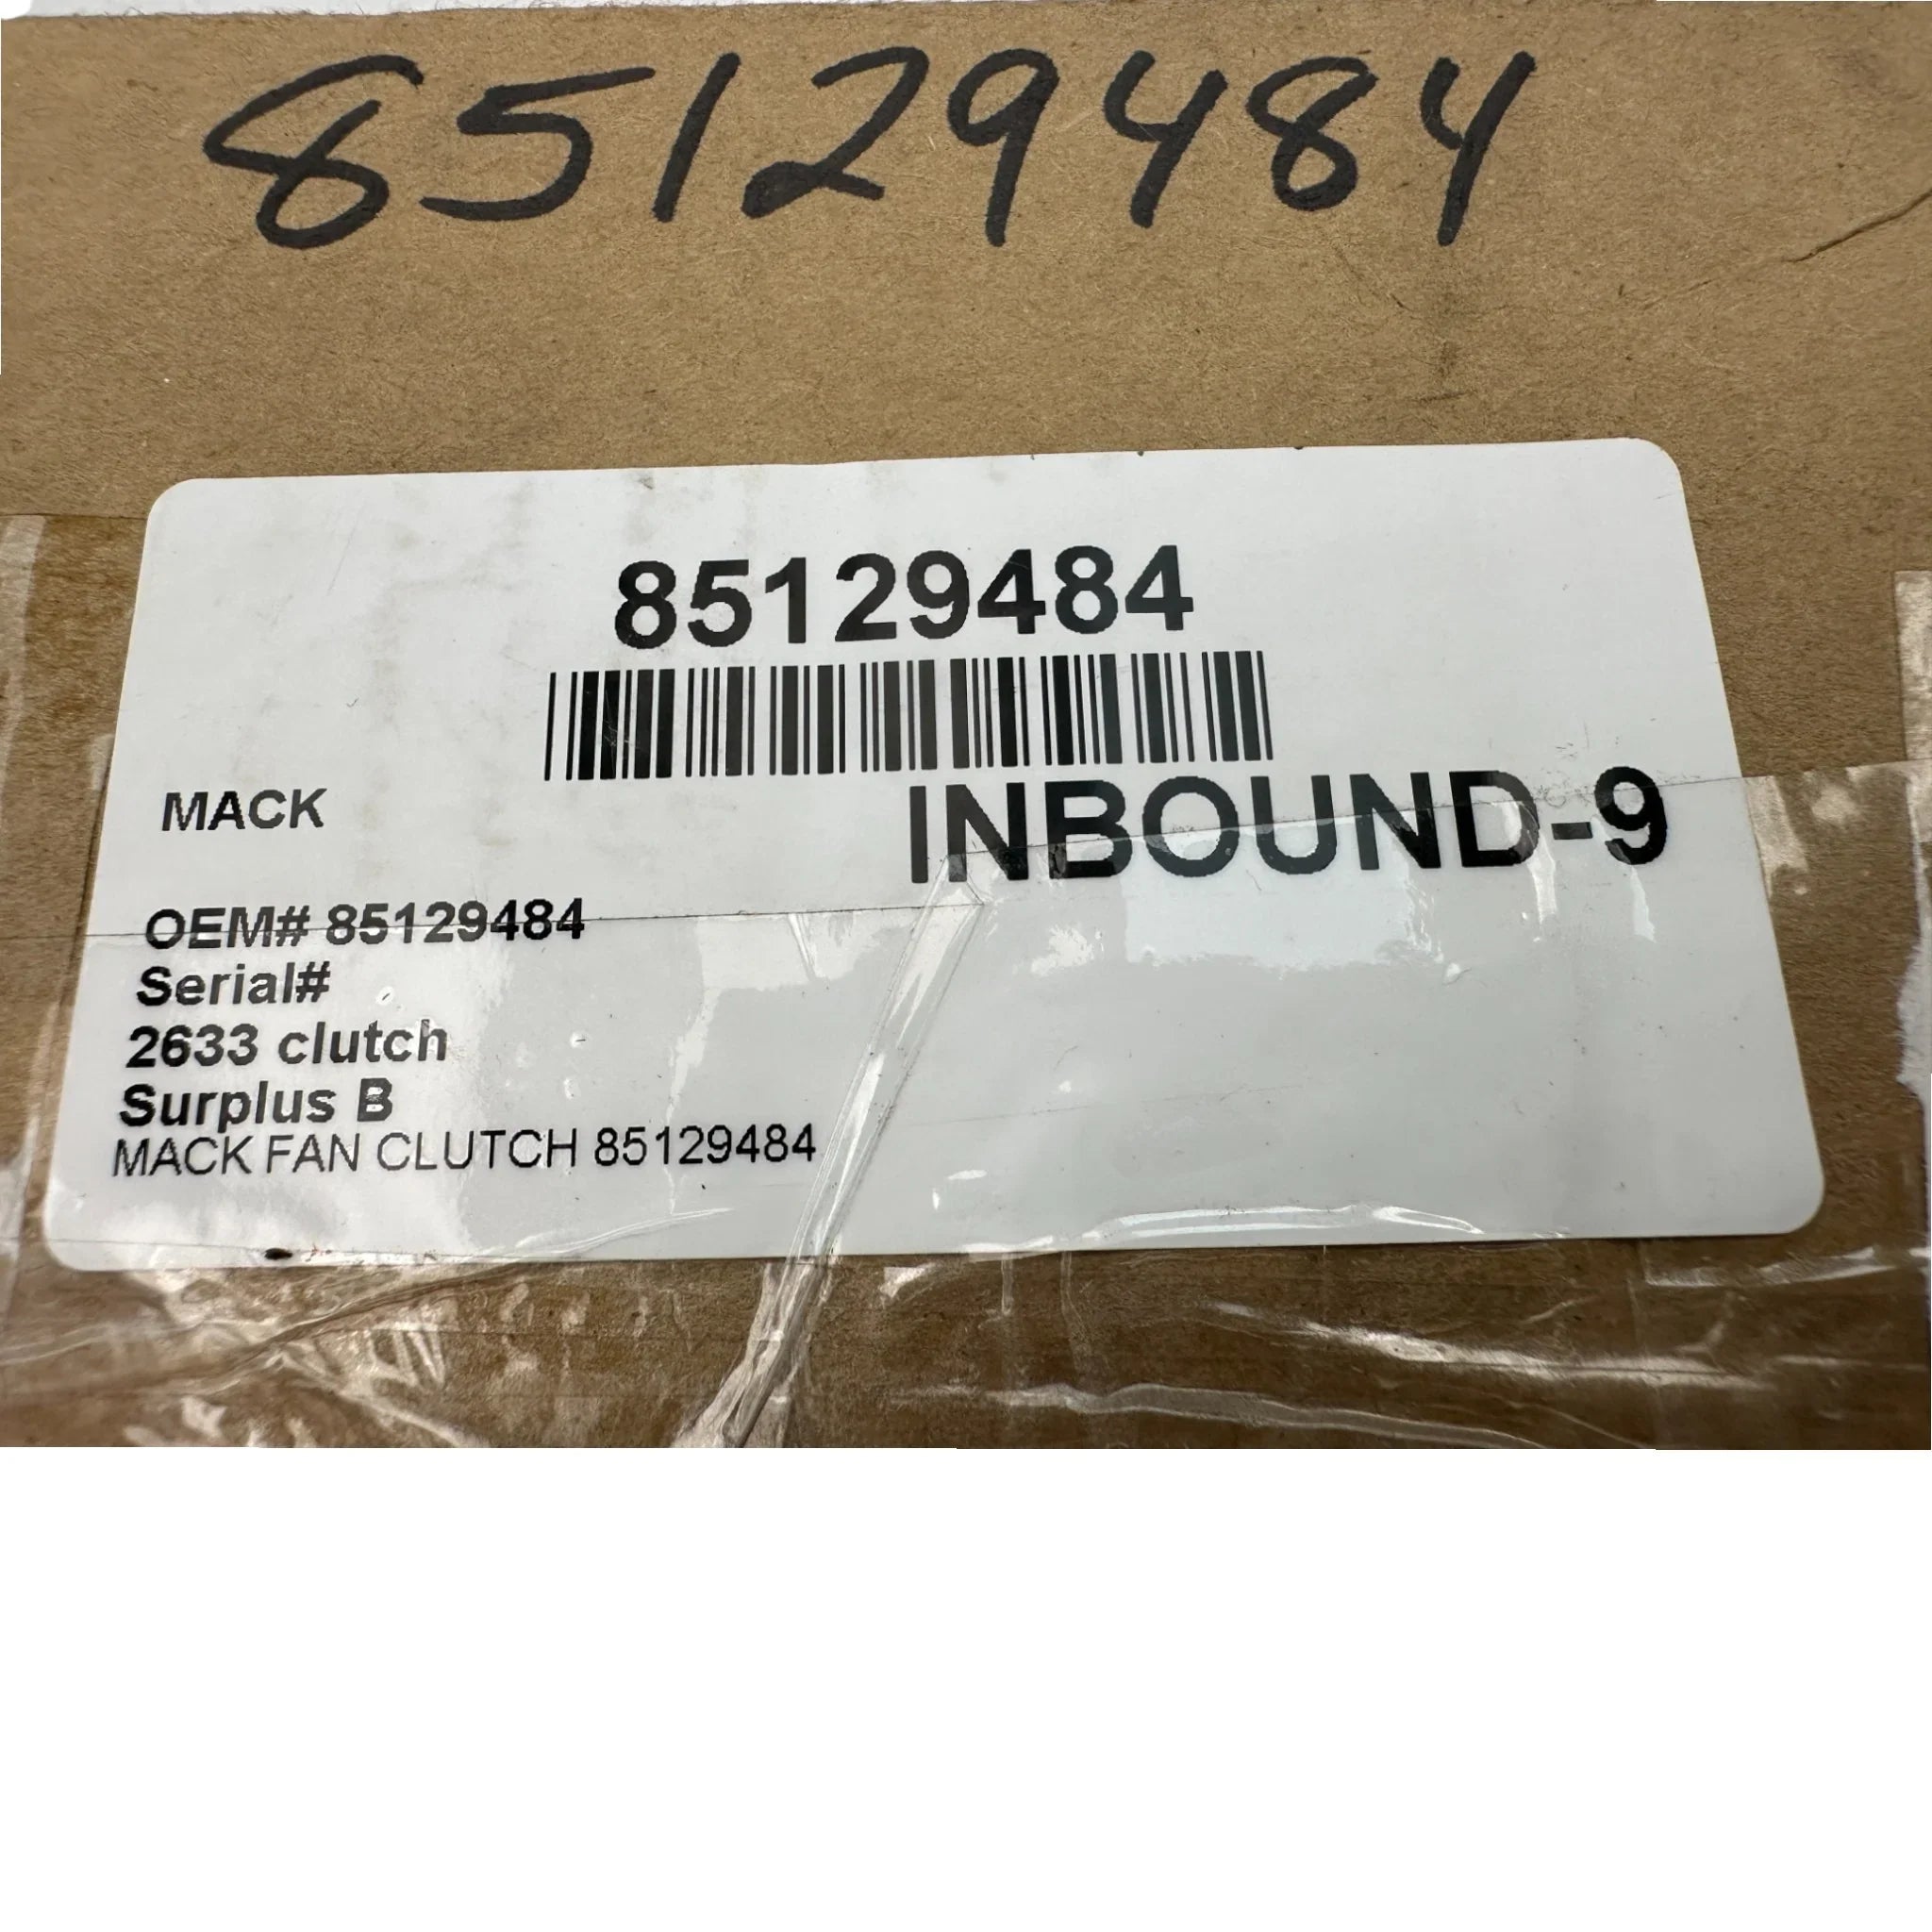 85129484
85129484
MACK
INBOUND-9
OEM# 85129484
Serial#
2633 clutch
Surplus B
MACK FAN CLUTCH 85129484